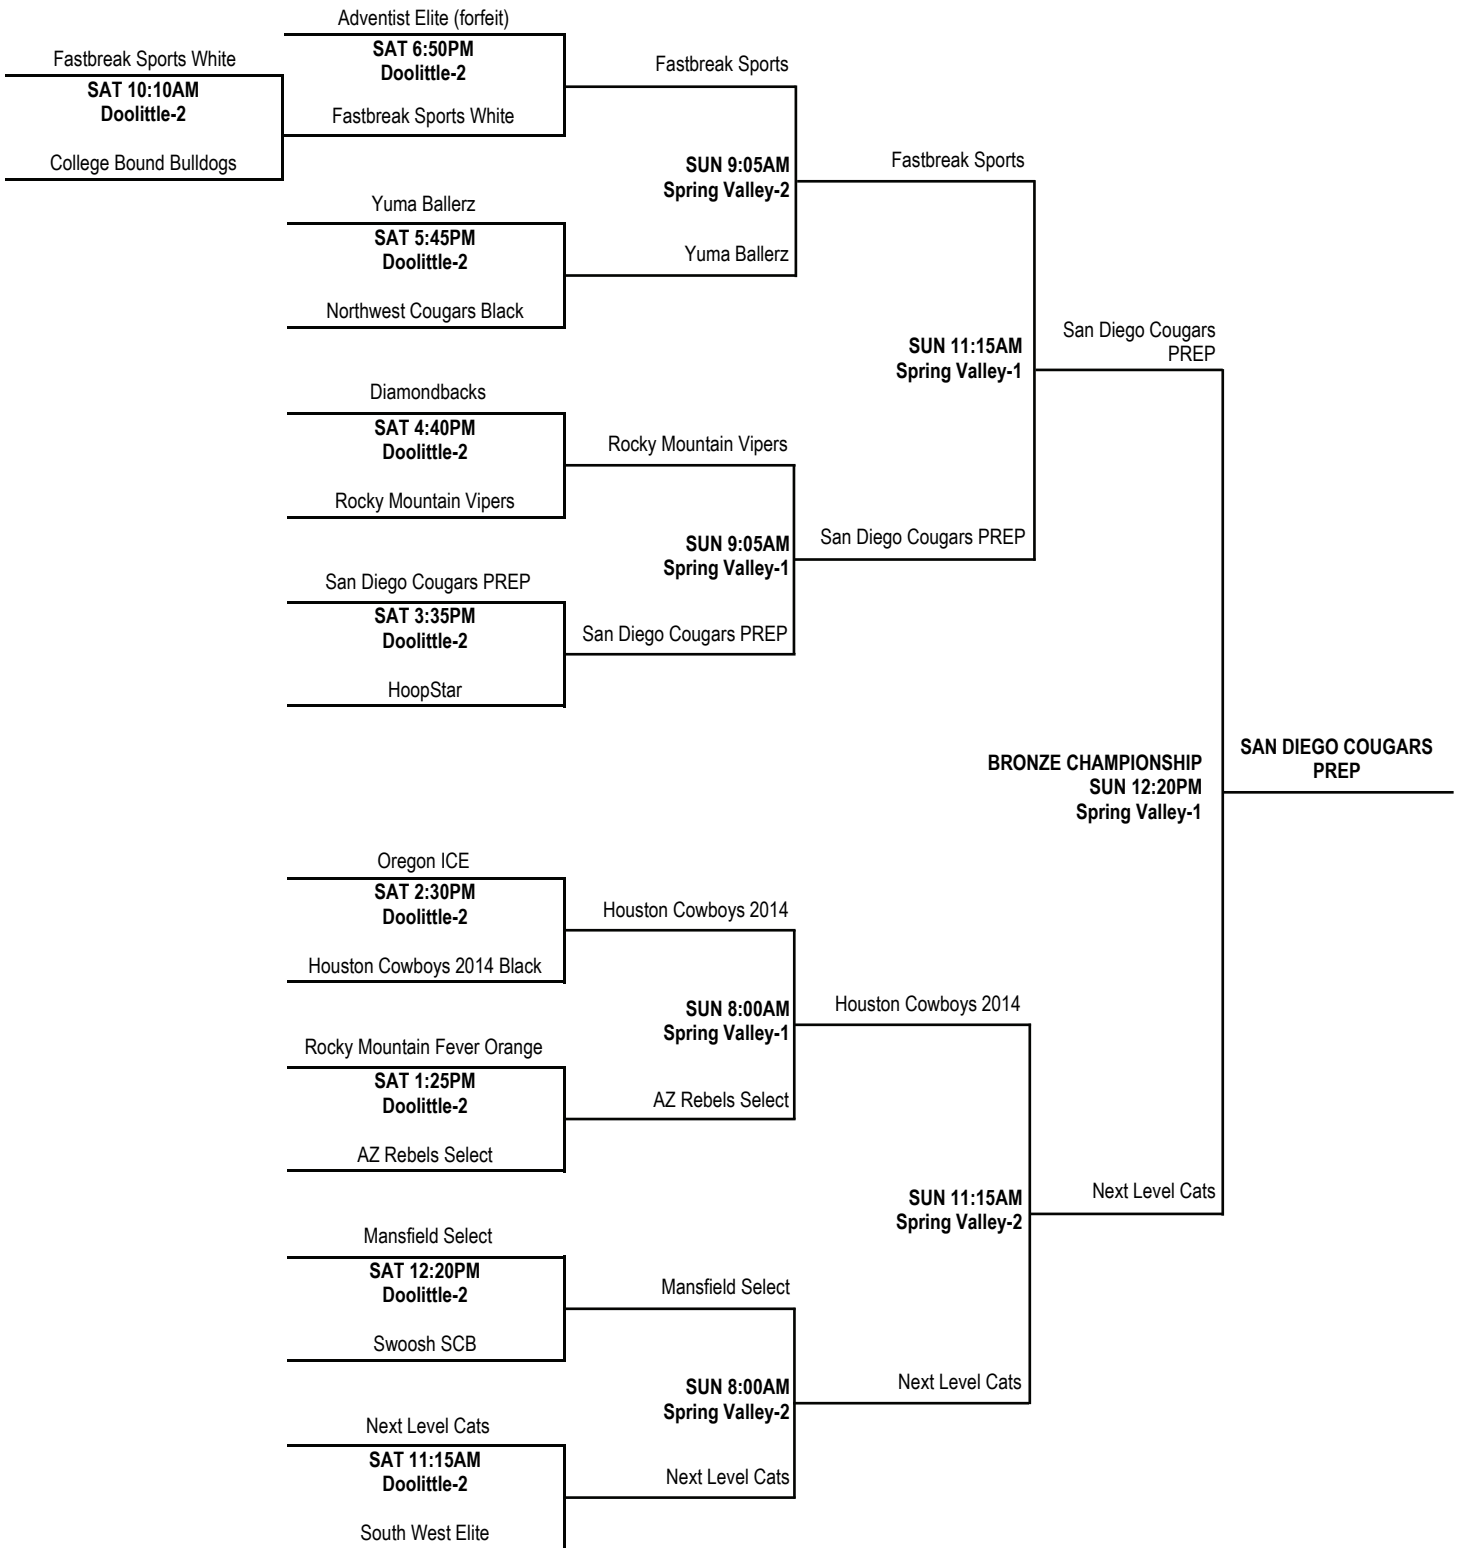 Adventist Elite (forfeit)
Fastbreak Sports White
SAT 10:10AM
Doolittle-2
College Bound Bulldogs
SAT 6:50PM
Doolittle-2
Fastbreak Sports White
Fastbreak Sports
SUN 9:05AM
Spring Valley-2
Fastbreak Sports
Yuma Ballerz
SAT 5:45PM
Doolittle-2
Northwest Cougars Black
Yuma Ballerz
SUN 11:15AM
Spring Valley-1
San Diego Cougars
PREP
Diamondbacks
SAT 4:40PM
Doolittle-2
Rocky Mountain Vipers
Rocky Mountain Vipers
SUN 9:05AM
Spring Valley-1
San Diego Cougars PREP
San Diego Cougars PREP
SAT 3:35PM
Doolittle-2
HoopStar
San Diego Cougars PREP
BRONZE CHAMPIONSHIP
SUN 12:20PM
Spring Valley-1
SAN DIEGO COUGARS
PREP
Oregon ICE
SAT 2:30PM
Doolittle-2
Houston Cowboys 2014 Black
Houston Cowboys 2014
SUN 8:00AM
Spring Valley-1
Houston Cowboys 2014
Rocky Mountain Fever Orange
SAT 1:25PM
Doolittle-2
AZ Rebels Select
AZ Rebels Select
SUN 11:15AM
Spring Valley-2
Next Level Cats
Mansfield Select
SAT 12:20PM
Doolittle-2
Swoosh SCB
Mansfield Select
SUN 8:00AM
Spring Valley-2
Next Level Cats
Next Level Cats
SAT 11:15AM
Doolittle-2
South West Elite
Next Level Cats